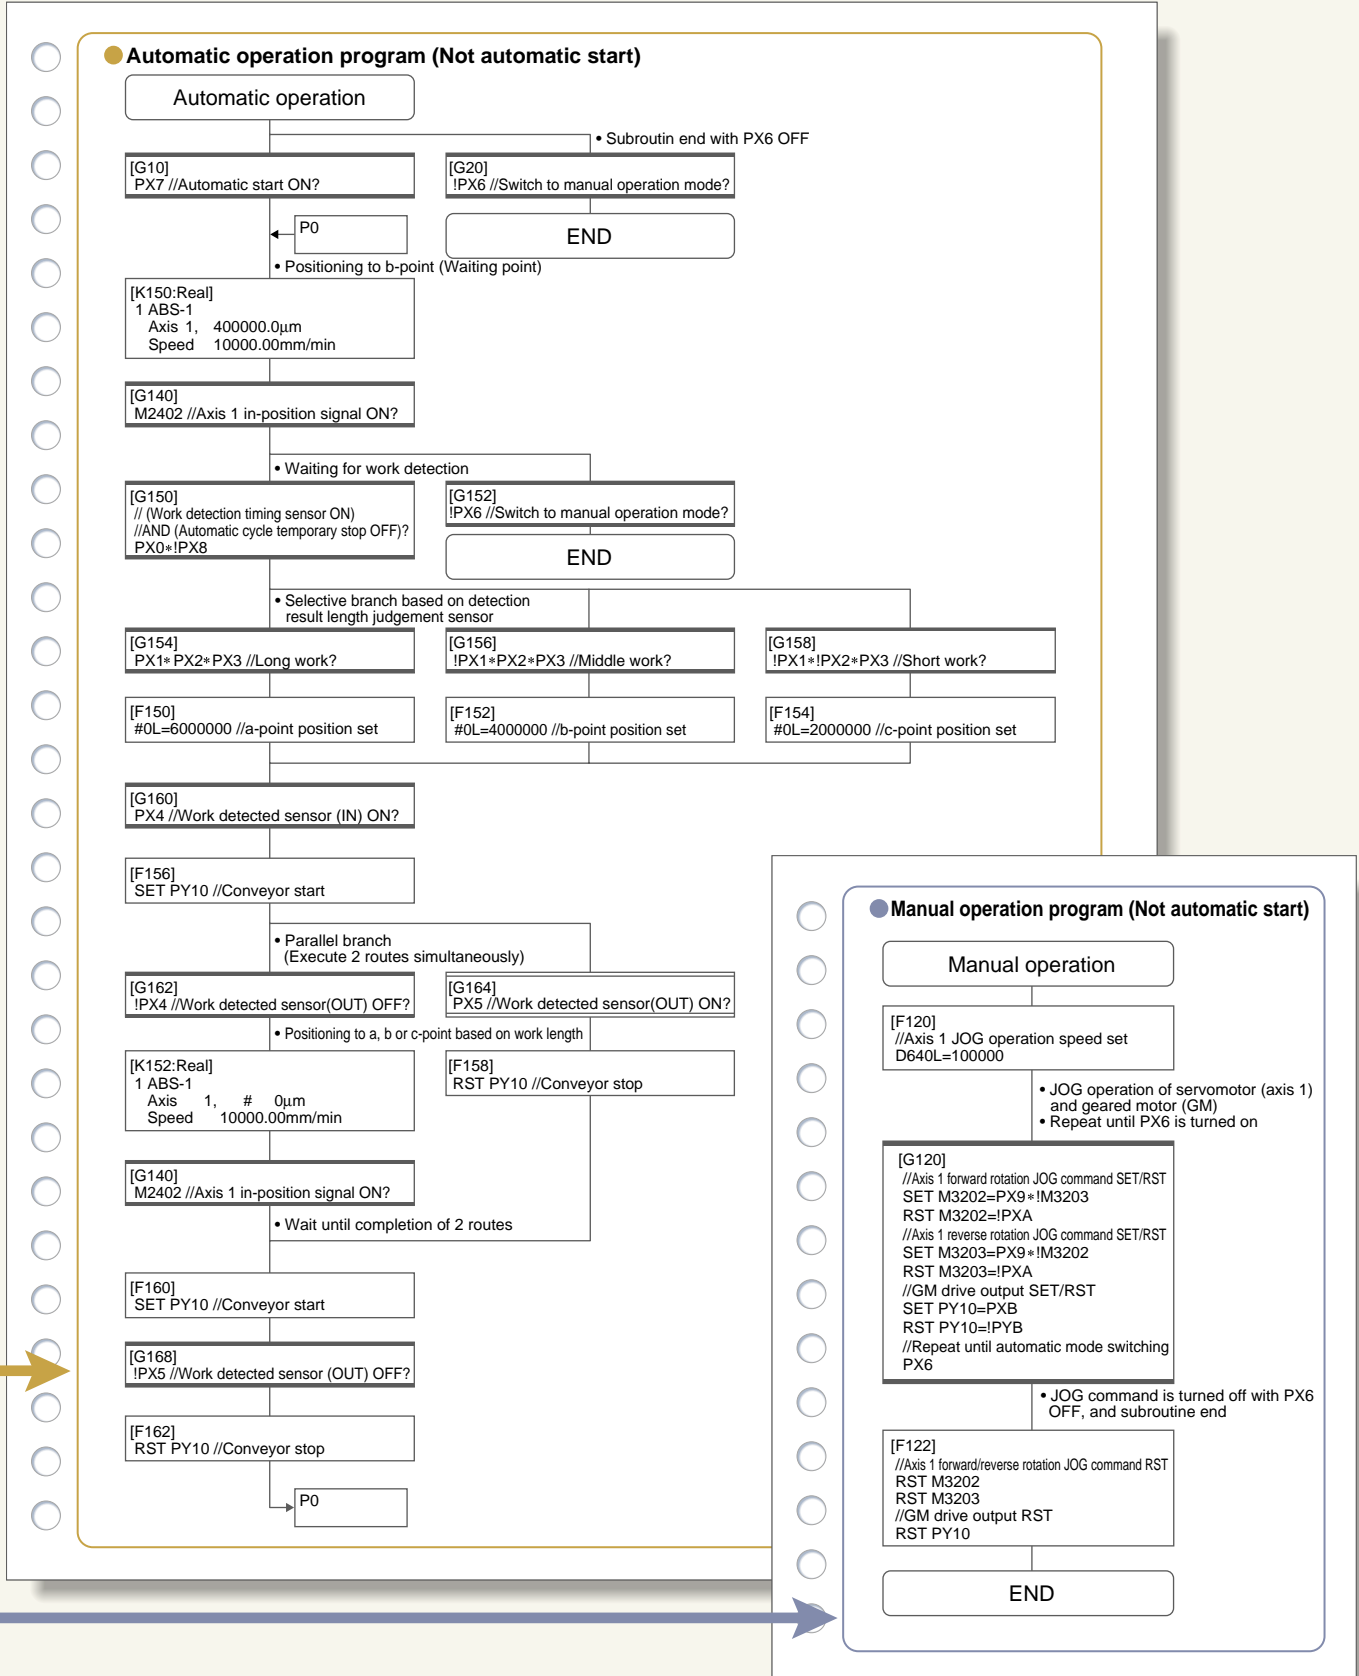 Automatic operation program (Not automatic start)
Automatic operation
• Subroutin end with PX6 OFF
[G10]
PX7 //Automatic start ON?
[G20]
!PX6 //Switch to manual operation mode?
P0
END
• Positioning to b-point (Waiting point)
[K150:Real]
1 ABS-1
Axis 1, 400000.0μm
Speed 10000.00mm/min
[G140]
M2402 //Axis 1 in-position signal ON?
• Waiting for work detection
[G150]
// (Work detection timing sensor ON)
//AND (Automatic cycle temporary stop OFF)?
PX0*!PX8
[G152]
!PX6 //Switch to manual operation mode?
END
• Selective branch based on detection
result length judgement sensor
[G154]
PX1*PX2*PX3 //Long work?
[G156]
!PX1*PX2*PX3 //Middle work?
[G158]
!PX1*!PX2*PX3 //Short work?
[F150]
#0L=6000000 //a-point position set
[F152]
#0L=4000000 //b-point position set
[F154]
#0L=2000000 //c-point position set
[G160]
PX4 //Work detected sensor (IN) ON?
[F156]
SET PY10 //Conveyor start
• Parallel branch
(Execute 2 routes simultaneously)
[G162]
!PX4 //Work detected sensor(OUT) OFF?
[G164]
PX5 //Work detected sensor(OUT) ON?
• Positioning to a, b or c-point based on work length
[K152:Real]
1 ABS-1
Axis 1, # 0μm
Speed 10000.00mm/min
[F158]
RST PY10 //Conveyor stop
[G140]
M2402 //Axis 1 in-position signal ON?
• Wait until completion of 2 routes
[F160]
SET PY10 //Conveyor start
[G168]
!PX5 //Work detected sensor (OUT) OFF?
[F162]
RST PY10 //Conveyor stop
P0
Manual operation program (Not automatic start)
Manual operation
[F120]
//Axis 1 JOG operation speed set
D640L=100000
• JOG operation of servomotor (axis 1)
and geared motor (GM)
• Repeat until PX6 is turned on
[G120]
//Axis 1 forward rotation JOG command SET/RST
SET M3202=PX9*!M3203
RST M3202=!PXA
//Axis 1 reverse rotation JOG command SET/RST
SET M3203=PX9*!M3202
RST M3203=!PXA
//GM drive output SET/RST
SET PY10=PXB
RST PY10=!PYB
//Repeat until automatic mode switching
PX6
• JOG command is turned off with PX6
OFF, and subroutine end
[F122]
//Axis 1 forward/reverse rotation JOG command RST
RST M3202
RST M3203
//GM drive output RST
RST PY10
END